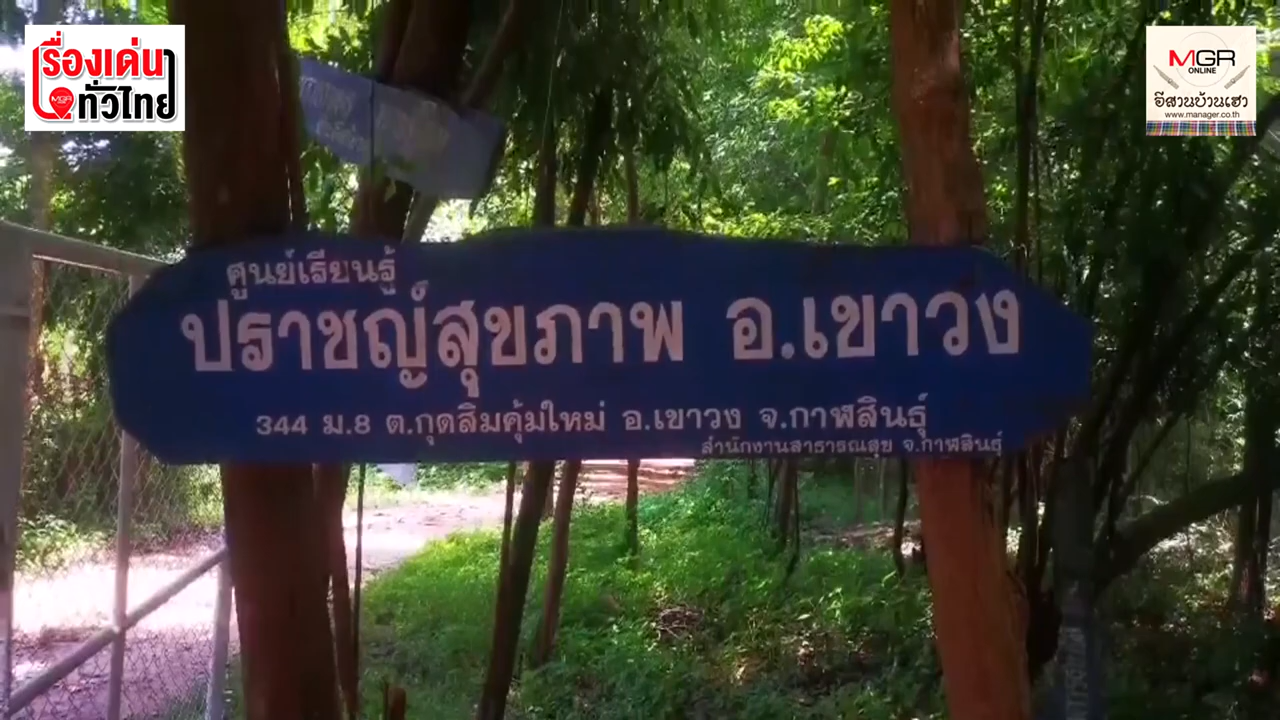 เรื่องเด่น
MGR
ทั่วไทย
MGR
ONLINE
อีสานบ้านเฮา
www.manager.co.th
ศูนย์เรียนรู้
ปราชญ์สุขภาพ อ.เขาวง
344 ม.8 ต.กุดสิมคุ้มใหม่ อ.เขาวง จ.กาฬสินธุ์
สำนักงานสาธารณสุข จ.กาฬสินธุ์